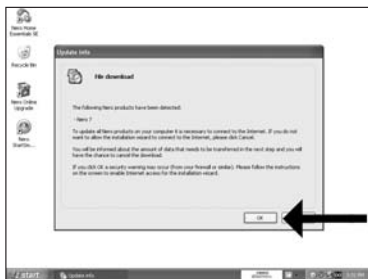 Nero Home
Essentials SE
Recycle Bin
Nero Online
Upgrade
Nero
StartSm...
Update Info
File download
The following Nero products have been detected:
- Nero 7
To update all Nero products on your computer it is necessary to connect to the Internet. If you do not
want to allow the installation wizard to connect to the Internet, please click Cancel.
You will be informed about the amount of data that needs to be transferred in the next step and you will
have the chance to cancel the download.
If you click OK a security warning may occur (from your firewall or similar). Please follow the instructions
on the screen to enable Internet access for the installation wizard.
OK
start
Update Info